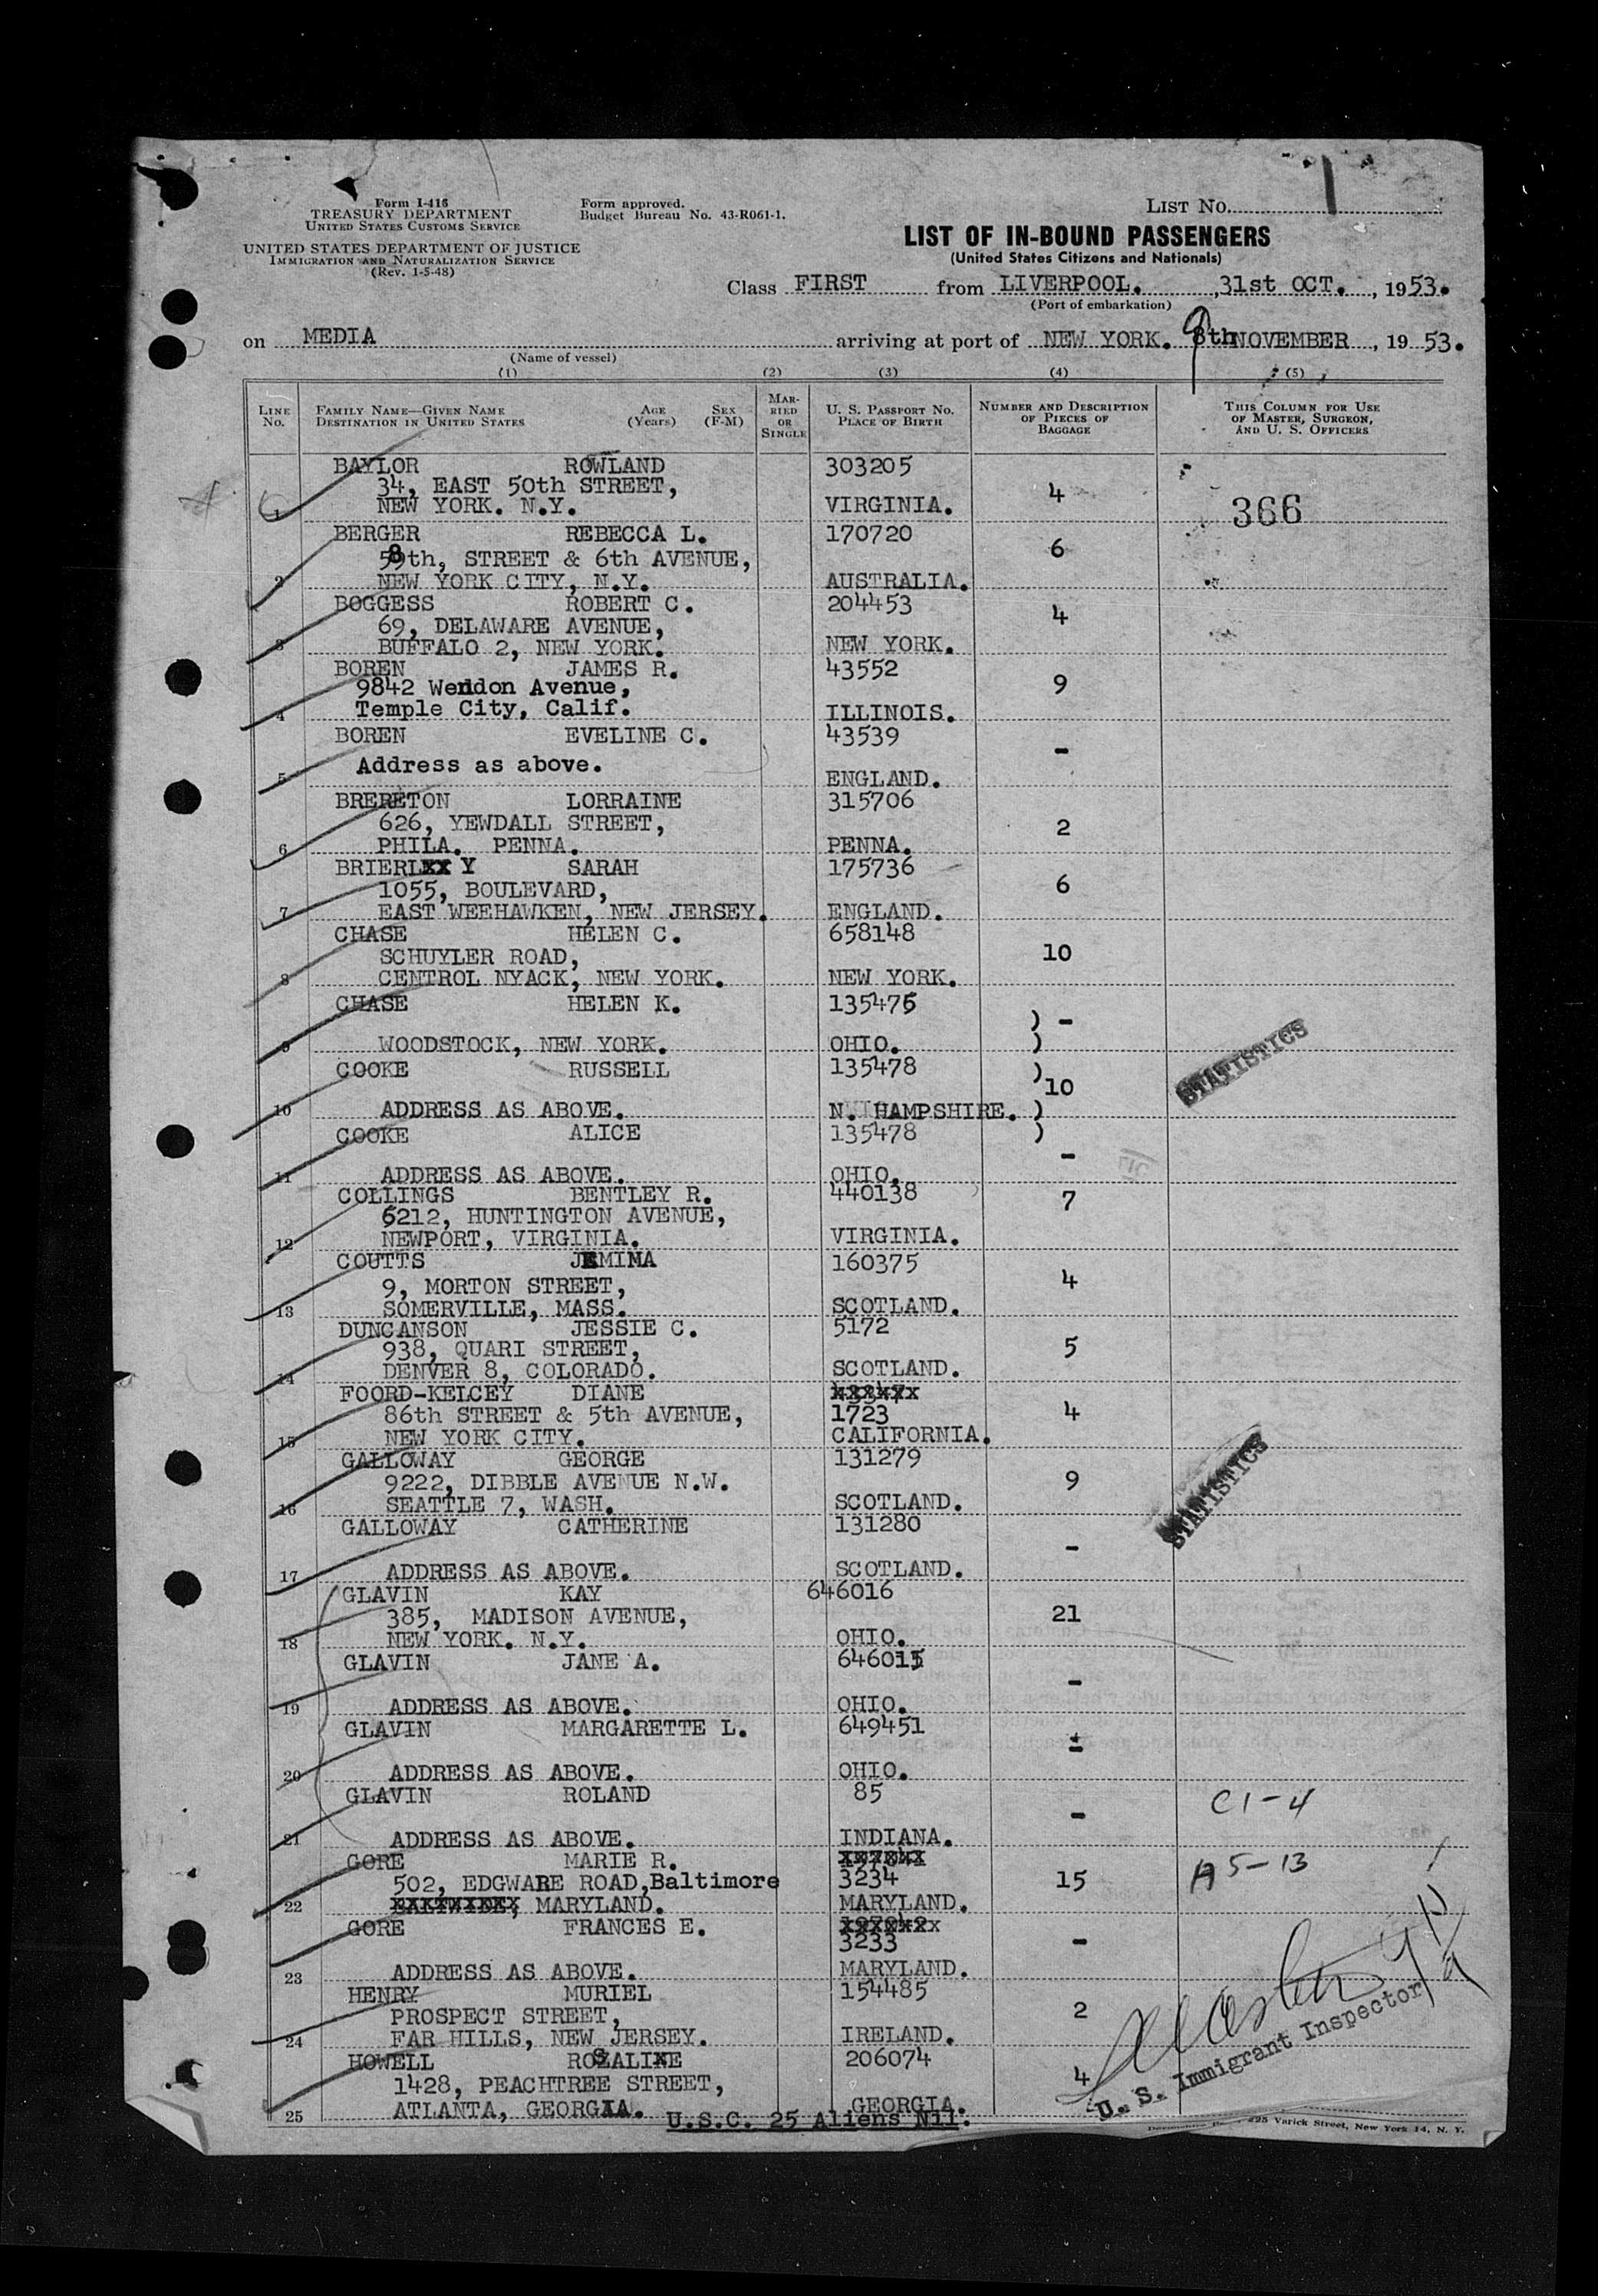 LIST NO. 1
Form I-416
TREASURY DEPARTMENT
UNITED STATES CUSTOMS SERVICE
UNITED STATES DEPARTMENT OF JUSTICE
IMMIGRATION AND NATURALIZATION SERVICE
(Rev. 1-5-48)
Form approved.
Budget Bureau No. 43-R061-1.
LIST OF IN-BOUND PASSENGERS
(United States Citizens and Nationals)
Class FIRST from LIVERPOOL. ,31st OCT. , 1953.
(Port of embarkation)
on MEDIA arriving at port of NEW YORK. 9 8th NOVEMBER , 19 53.
(Name of vessel)
(1) (2) (3) (4) (5)
LINE NO.
FAMILY NAME—GIVEN NAME
DESTINATION IN UNITED STATES
AGE (Years)
SEX (F-M)
MARRIED OR SINGLE
U. S. PASSPORT NO.
PLACE OF BIRTH
NUMBER AND DESCRIPTION OF PIECES OF BAGGAGE
THIS COLUMN FOR USE OF MASTER, SURGEON, AND U. S. OFFICERS
BAYLOR ROWLAND 303205
34, EAST 50th STREET, 4
1 NEW YORK. N.Y. VIRGINIA. 366
BERGER REBECCA L. 170720
58th, STREET & 6th AVENUE, 6
2 NEW YORK CITY, N.Y. AUSTRALIA.
BOGGESS ROBERT C. 204453
69, DELAWARE AVENUE, 4
3 BUFFALO 2, NEW YORK. NEW YORK.
BOREN JAMES R. 43552
9842 Wendon Avenue, 9
4 Temple City, Calif. ILLINOIS.
BOREN EVELINE C. 43539
5 Address as above. ENGLAND. -
BRERETON LORRAINE 315706
626, YEWDALL STREET, 2
6 PHILA. PENNA. PENNA.
BRIERLXX Y SARAH 175736
1055, BOULEVARD, 6
7 EAST WEEHAWKEN, NEW JERSEY. ENGLAND.
CHASE HELEN C. 658148
SCHUYLER ROAD, 10
8 CENTROL NYACK, NEW YORK. NEW YORK.
CHASE HELEN K. 135475
) -
9 WOODSTOCK, NEW YORK. OHIO. )
COOKE RUSSELL 135478 )
10
10 ADDRESS AS ABOVE. N. HAMPSHIRE. )
COOKE ALICE 135478 )
-
11 ADDRESS AS ABOVE. OHIO.
COLLINGS BENTLEY R. 440138 7
6212, HUNTINGTON AVENUE,
12 NEWPORT, VIRGINIA. VIRGINIA.
COUTTS JEMIMA 160375
9, MORTON STREET, 4
13 SOMERVILLE, MASS. SCOTLAND.
DUNCANSON JESSIE C. 5172
938, QUARI STREET, 5
14 DENVER 8, COLORADO. SCOTLAND.
FOORD-KELCEY DIANE
86th STREET & 5th AVENUE, 1723 4
15 NEW YORK CITY. CALIFORNIA.
GALLOWAY GEORGE 131279
9222, DIBBLE AVENUE N.W. 9
16 SEATTLE 7, WASH. SCOTLAND.
GALLOWAY CATHERINE 131280
-
17 ADDRESS AS ABOVE. SCOTLAND.
GLAVIN KAY 646016
385, MADISON AVENUE, 21
18 NEW YORK. N.Y. OHIO.
GLAVIN JANE A. 646015
-
19 ADDRESS AS ABOVE. OHIO.
GLAVIN MARGARETTE L. 649451
-
20 ADDRESS AS ABOVE. OHIO.
GLAVIN ROLAND 85 C1-4
-
21 ADDRESS AS ABOVE. INDIANA.
GORE MARIE R.
502, EDGWARE ROAD,Baltimore 3234 15 A5-13
22 MARYLAND. MARYLAND.
GORE FRANCES E.
3233 -
23 ADDRESS AS ABOVE. MARYLAND.
HENRY MURIEL 154485
PROSPECT STREET, 2
24 FAR HILLS, NEW JERSEY. IRELAND.
HOWELL ROSALINE 206074
1428, PEACHTREE STREET, 4
25 ATLANTA, GEORGIA. GEORGIA.
U.S.C. 25 Aliens Nil.
STATISTICS
STATISTICS
U. S. Immigrant Inspector
225 Varick Street, New York 14, N. Y.